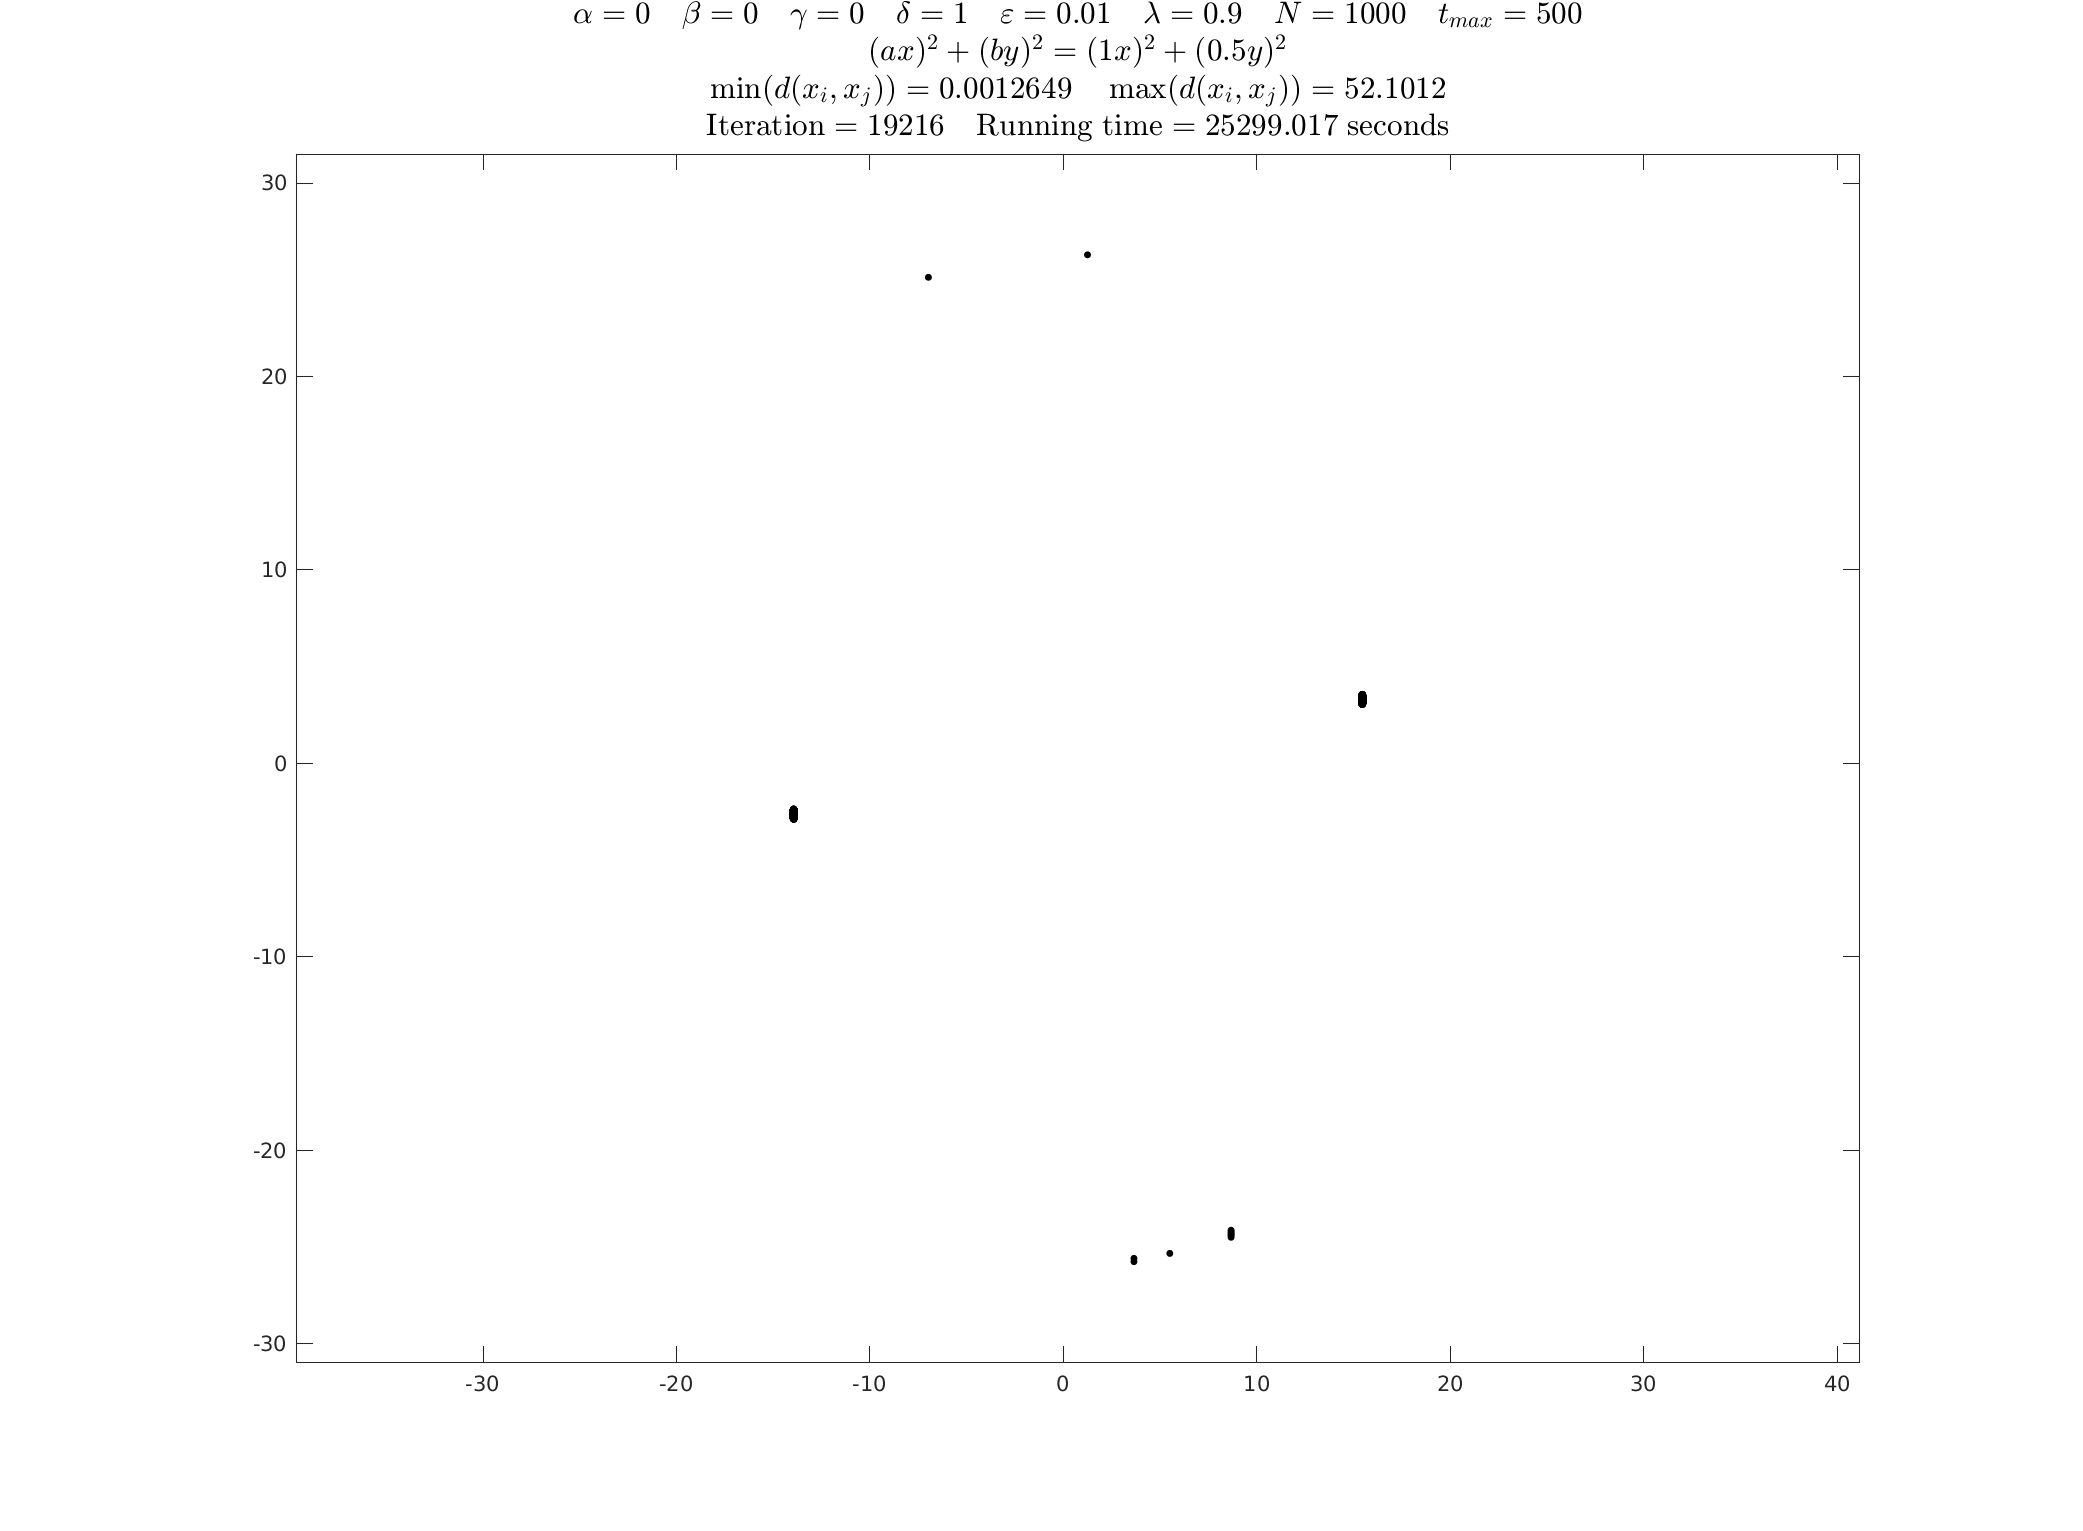 α = 0 β = 0 γ = 0 δ = 1 ε = 0.01 λ = 0.9 N = 1000 t_max = 500
(ax)² + (by)² = (1x)² + (0.5y)²
min(d(x_i, x_j)) = 0.0012649 max(d(x_i, x_j)) = 52.1012
Iteration = 19216 Running time = 25299.017 seconds
30
20
10
0
-10
-20
-30
-30 -20 -10 0 10 20 30 40